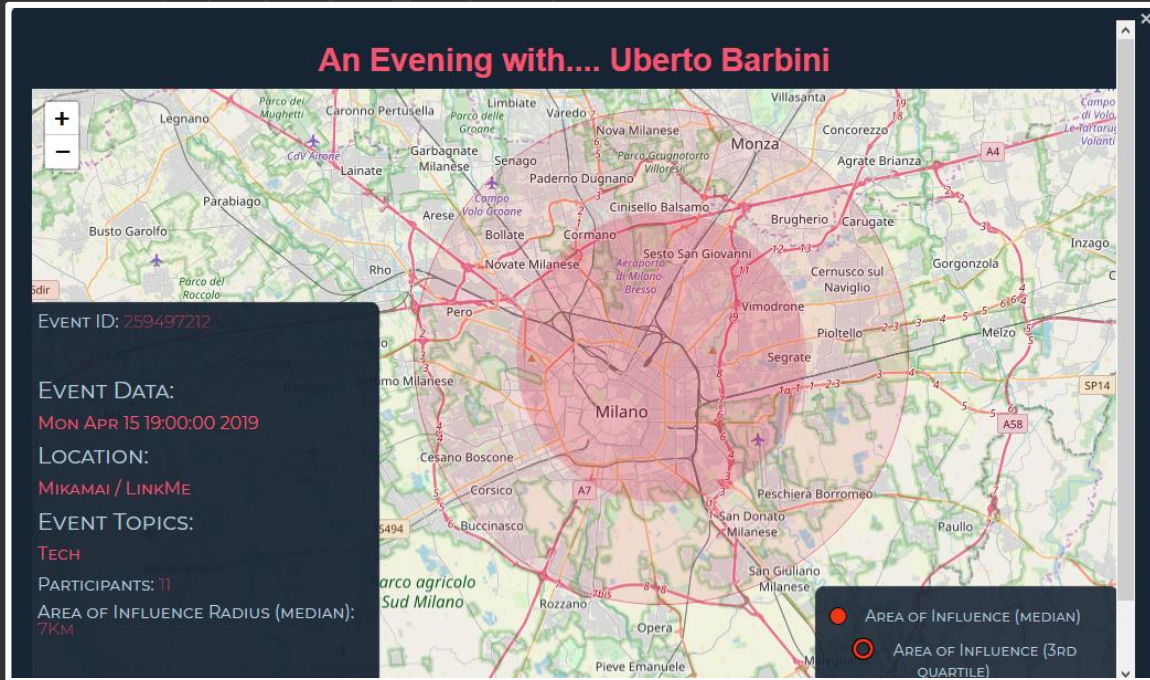 An Evening with.... Uberto Barbini
+
−
Legnano
Parco dei
Mughetti
Caronno Pertusella
Limbiate
Parco delle
Groane
Varedo
Nova Milanese
Villasanta
Monza
Concorezzo
Campo
di Volo
Le Tartarug
Volanti
CdV Airone
Lainate
Garbagnate
Milanese
Senago
Parco Grugnotorto
Villoresi
Paderno Dugnano
Agrate Brianza
A4
Parabiago
Campo
Volo Groane
Arese
Cinisello Balsamo
Brugherio
Carugate
Busto Garolfo
Bollate
Cormano
Inzago
Rho
Novate Milanese
Aeroporto
di Milano-
Bresso
Sesto San Giovanni
Cernusco sul
Naviglio
Gorgonzola
Parco del
Roccolo
6dir
Pero
Vimodrone
Pioltello
Melzo
Segrate
Settimo Milanese
Milano
SP14
A58
Cesano Boscone
Corsico
A7
Peschiera Borromeo
S494
Buccinasco
San Donato
Milanese
Paullo
San Giuliano
Milanese
Parco agricolo
Sud Milano
Rozzano
7bis
Opera
Pieve Emanuele
Event ID: 259497212
Event Data:
Mon Apr 15 19:00:00 2019
Location:
Mikamai / LinkMe
Event Topics:
Tech
Participants: 11
Area of Influence Radius (median):
7Km
Area of Influence (median)
Area of Influence (3rd
quartile)